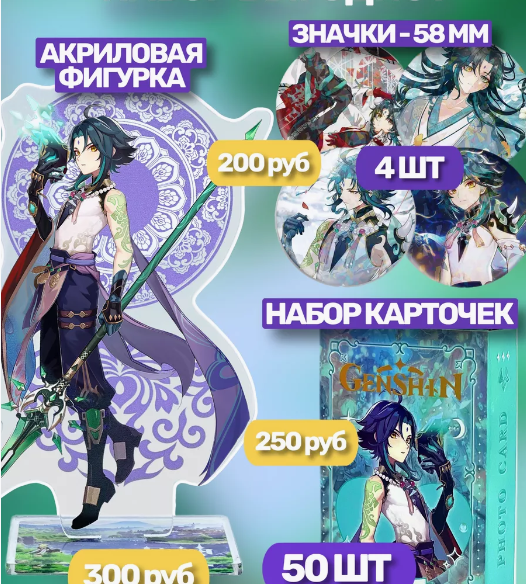 ЗНАЧКИ - 58 ММ
АКРИЛОВАЯ
ФИГУРКА
200 руб
4 ШТ
НАБОР КАРТОЧЕК
GENSHIN
250 руб
PHOTO CARD
300 руб
50 ШТ